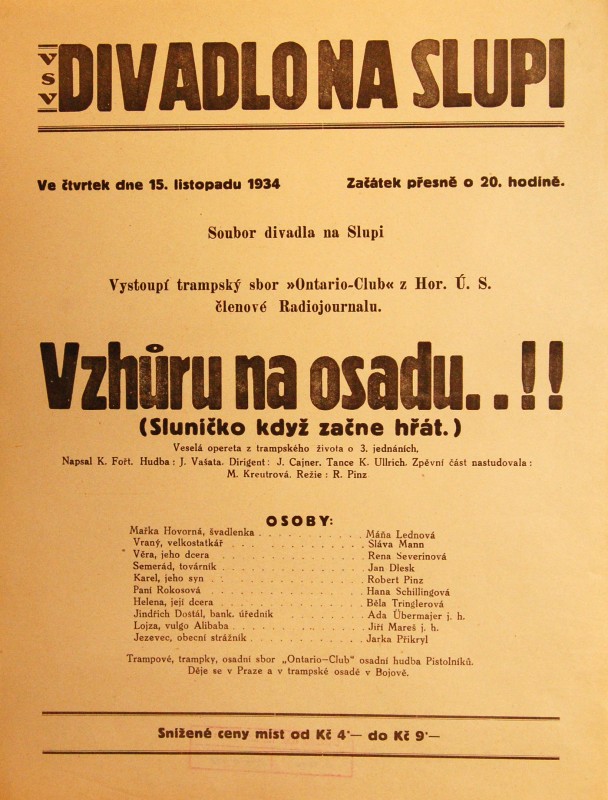 VSV DIVADLO NA SLUPI
Ve čtvrtek dne 15. listopadu 1934 Začátek přesně o 20. hodině.
Soubor divadla na Slupi
Vystoupí trampský sbor »Ontario-Club« z Hor. Ú. S.
členové Radiojournalu.
Vzhůru na osadu..!!
(Sluničko když začne hřát.)
Veselá opereta z trampského života o 3. jednáních.
Napsal K. Fořt. Hudba: J. Vašata. Dirigent: J. Cajner. Tance K. Ullrich. Zpěvní část nastudovala:
M. Kreutrová. Režie: R. Pinz
OSOBY:
Mařka Hovorná, švadlenka . . . . . . . . . . . Máňa Lednová
Vraný, velkostatkář . . . . . . . . . . . Sláva Mann
Věra, jeho dcera . . . . . . . . . . . Rena Severinová
Semerád, továrník . . . . . . . . . . . Jan Dlesk
Karel, jeho syn . . . . . . . . . . . Robert Pinz
Paní Rokosová . . . . . . . . . . . Hana Schillingová
Helena, její dcera . . . . . . . . . . . Běla Tringlerová
Jindřich Dostál, bank. úředník . . . . . . . . . . . Ada Übermajer j. h.
Lojza, vulgo Alibaba . . . . . . . . . . . Jiří Mareš j. h.
Jezevec, obecní strážník . . . . . . . . . . . Jarka Přikryl
Trampové, trampky, osadní sbor „Ontario—Club" osadní hudba Pistolníků.
Děje se v Praze a v trampské osadě v Bojově.
Snížené ceny míst od Kč 4·— do Kč 9·—